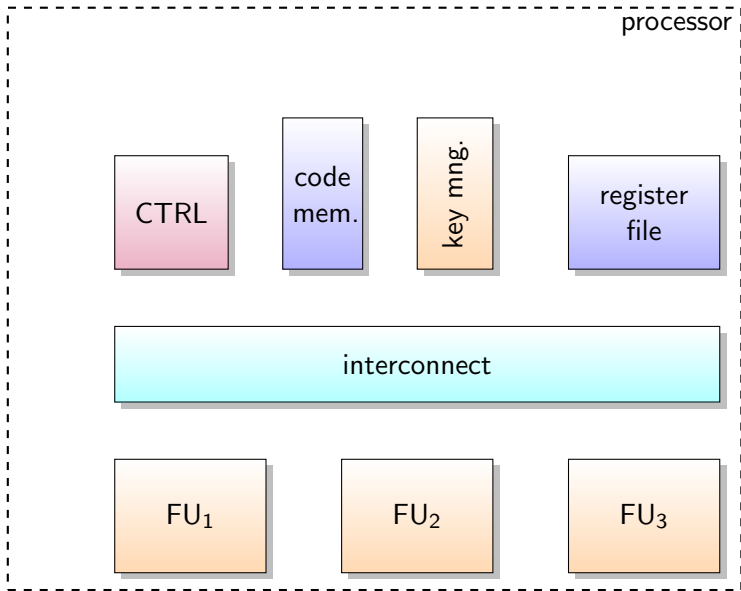 processor
CTRL
code
mem.
key mng.
register
file
interconnect
FU₁
FU₂
FU₃